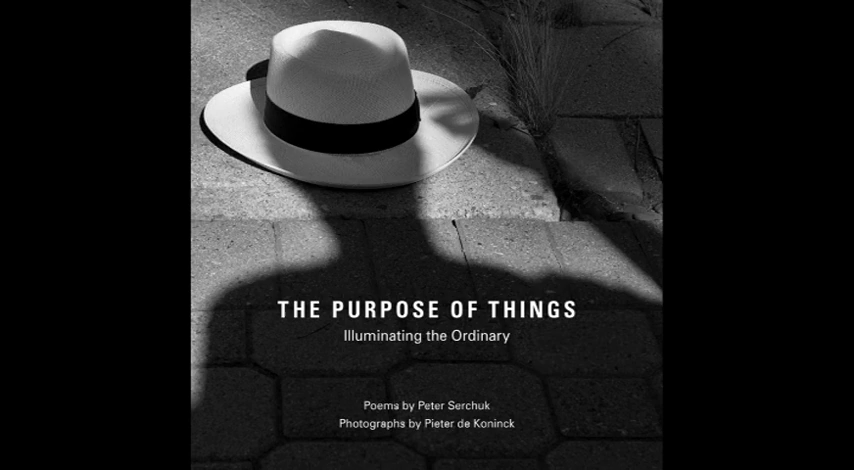 THE PURPOSE OF THINGS
Illuminating the Ordinary
Poems by Peter Serchuk
Photographs by Pieter de Koninck